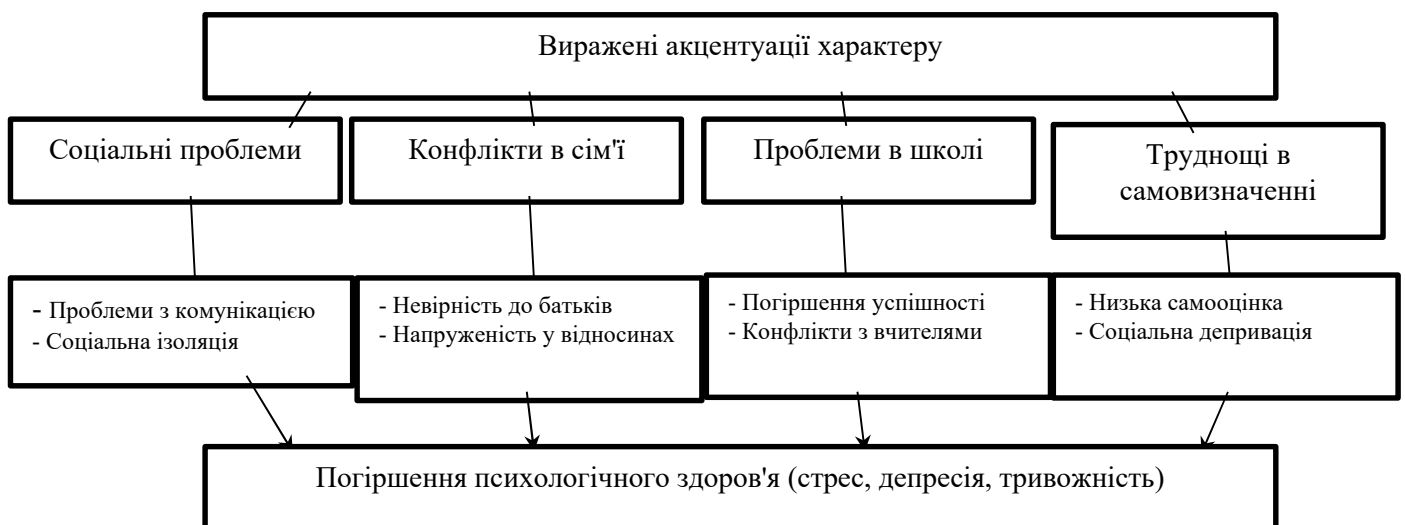 Виражені акцентуації характеру
Соціальні проблеми
Конфлікти в сім'ї
Проблеми в школі
Труднощі в
самовизначенні
- Проблеми з комунікацією
- Соціальна ізоляція
- Невірність до батьків
- Напруженість у відносинах
- Погіршення успішності
- Конфлікти з вчителями
- Низька самооцінка
- Соціальна депривація
Погіршення психологічного здоров'я (стрес, депресія, тривожність)